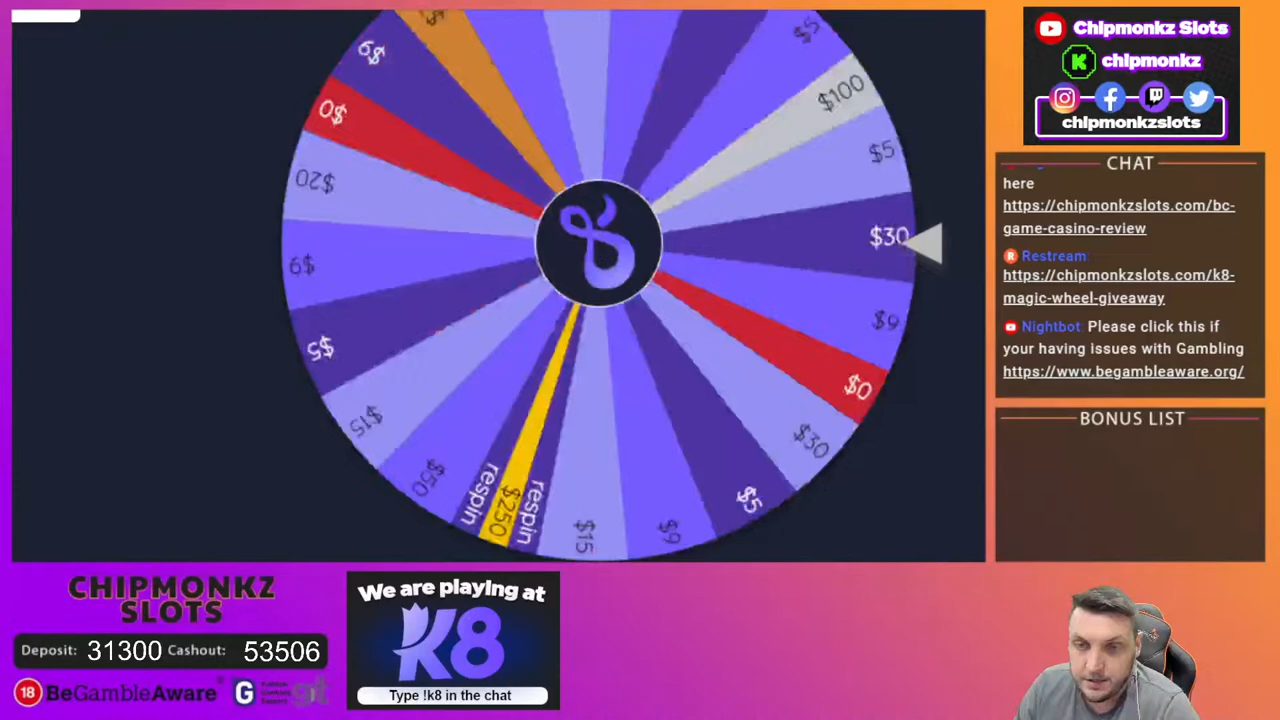 $5
$100
$5
$30
$9
$0
$30
$5
$9
$15
respin
$250
respin
$50
$15
$5
$9
$20
$0
$9
Chipmonkz Slots
K chipmonkz
chipmonkzslots
CHAT
here
https://chipmonkzslots.com/bc-
game-casino-review
R Restream
https://chipmonkzslots.com/k8-
magic-wheel-giveaway
Nightbot Please click this if
your having issues with Gambling
https://www.begambleaware.org/
BONUS LIST
CHIPMONKZ
SLOTS
Deposit: 31300 Cashout: 53506
18 BeGambleAware
We are playing at
K8
Type !k8 in the chat